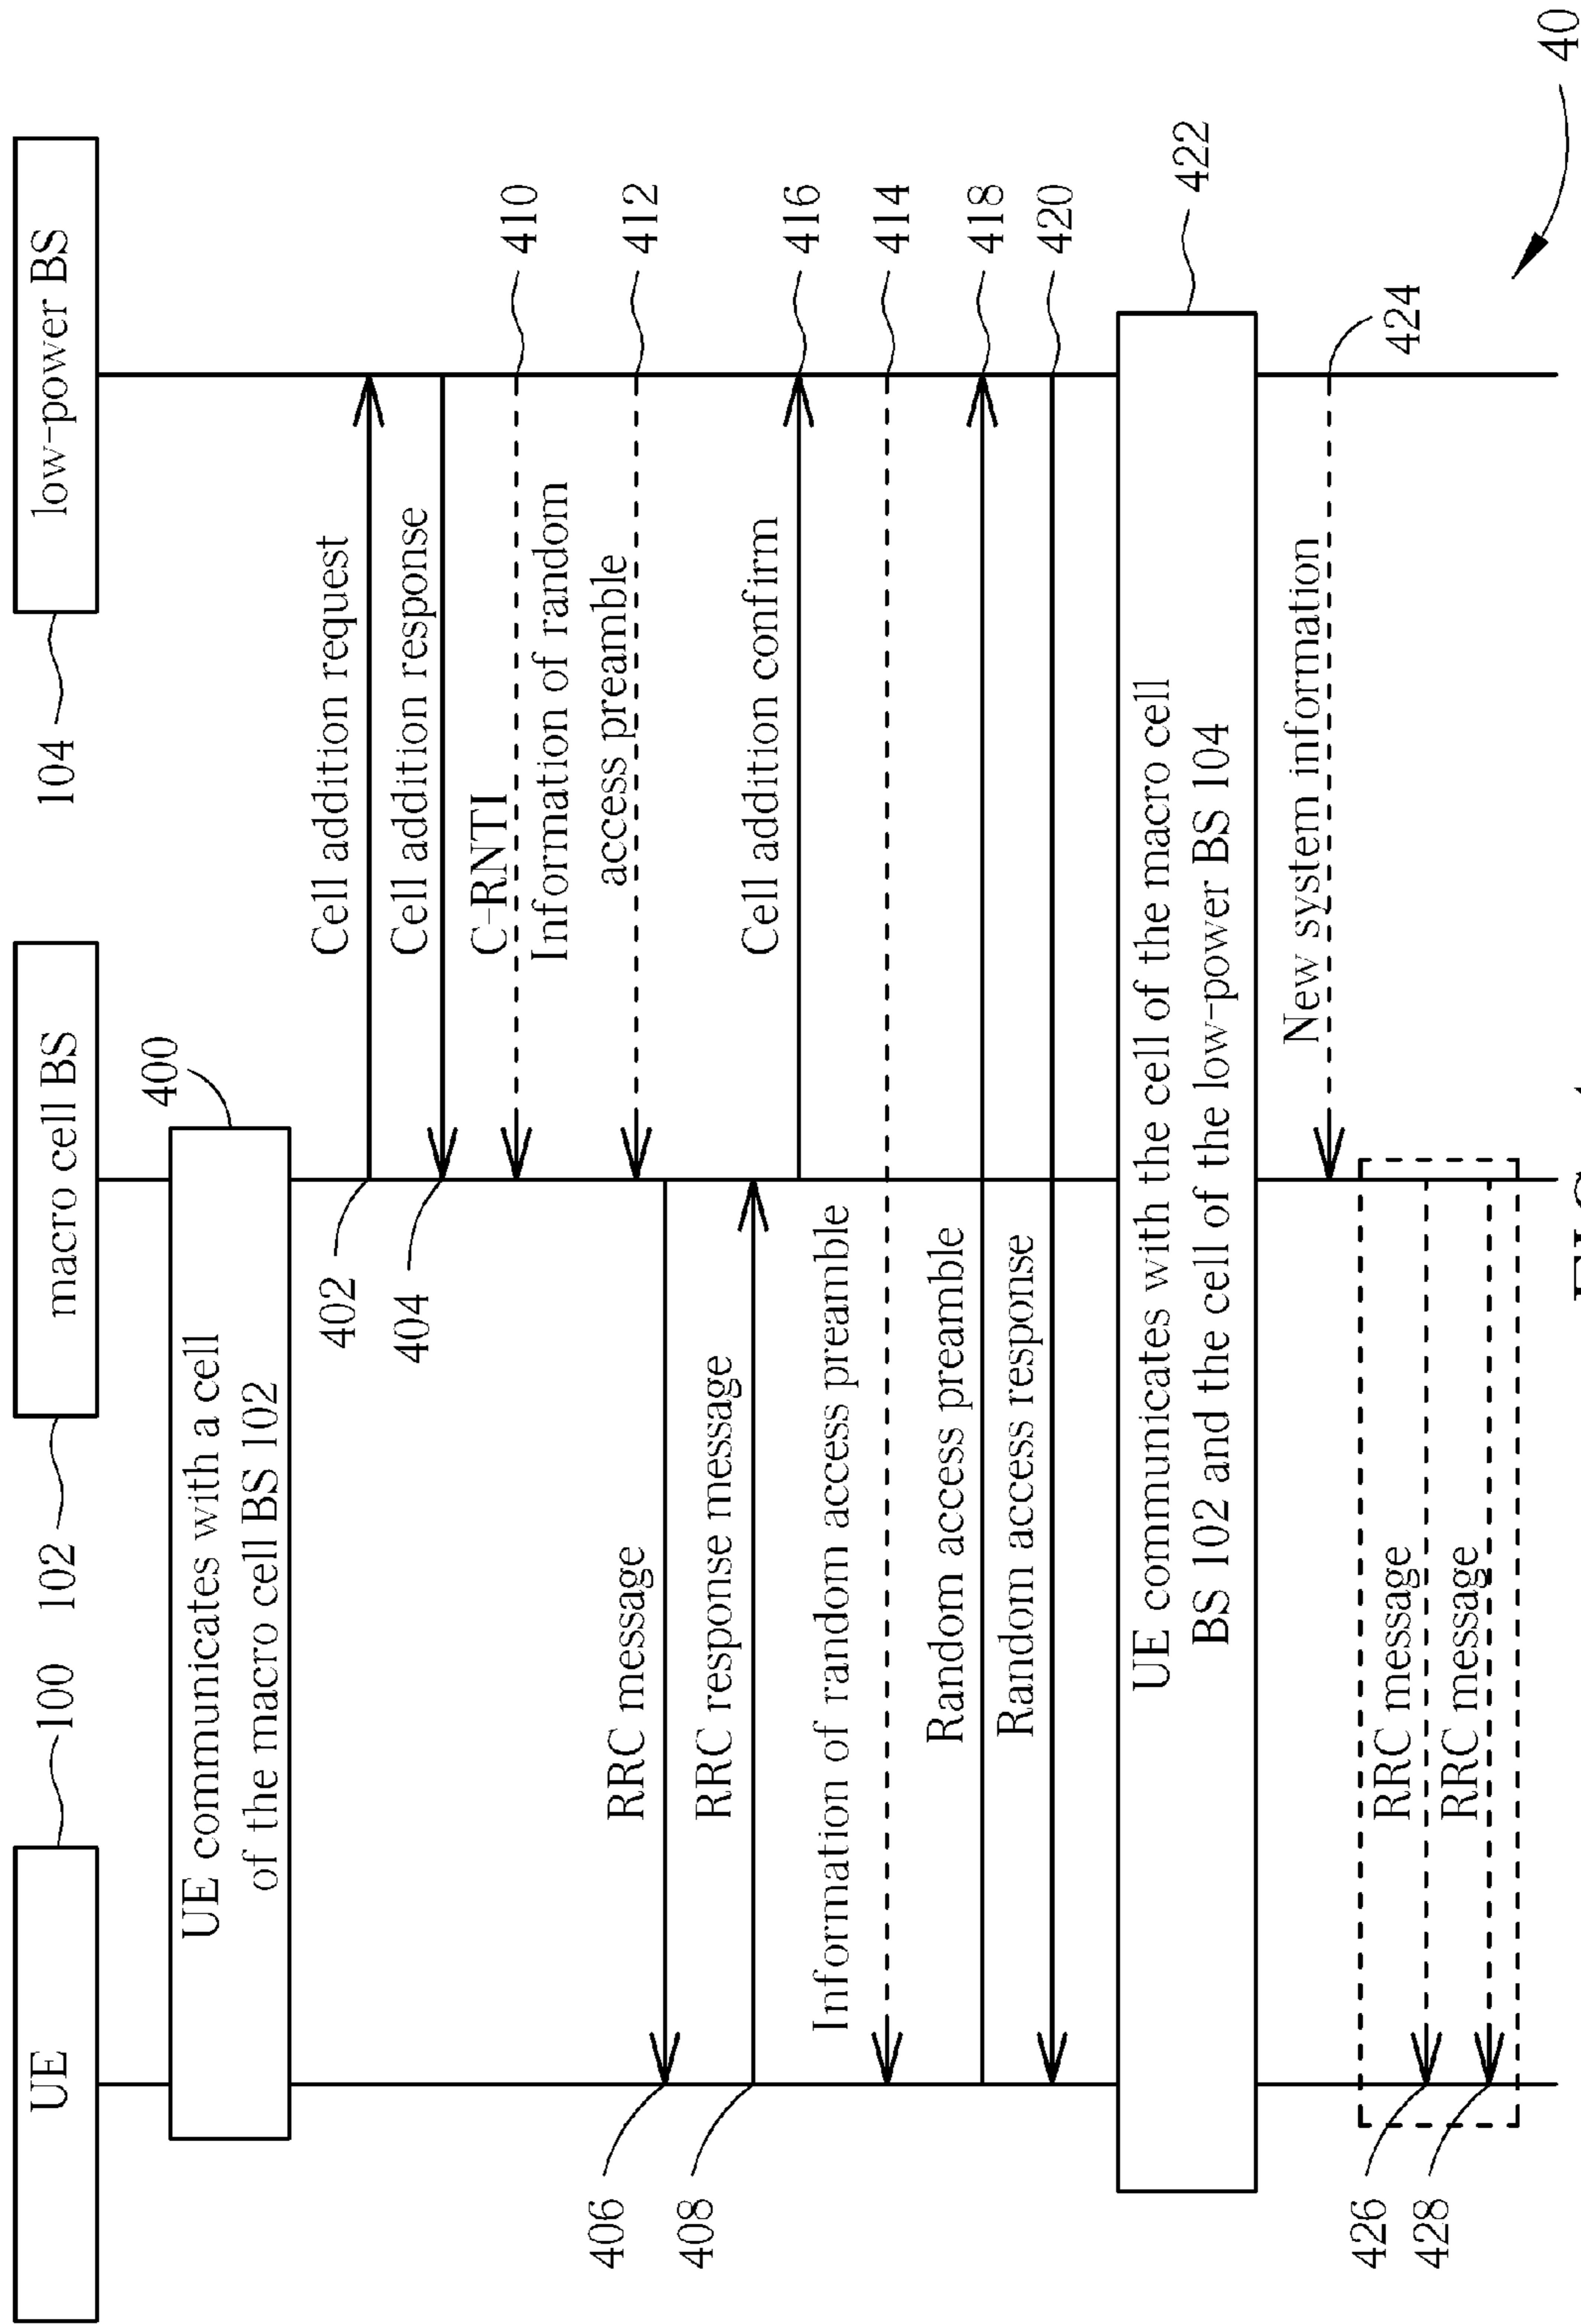 UE
macro cell BS
low-power BS
100
102
104
UE communicates with a cell
of the macro cell BS 102
400
Cell addition request
402
Cell addition response
404
C-RNTI
410
Information of random
access preamble
412
RRC message
406
RRC response message
408
Cell addition confirm
416
Information of random access preamble
414
Random access preamble
418
Random access response
420
UE communicates with the cell of the macro cell
BS 102 and the cell of the low-power BS 104
422
New system information
424
RRC message
426
RRC message
428
40